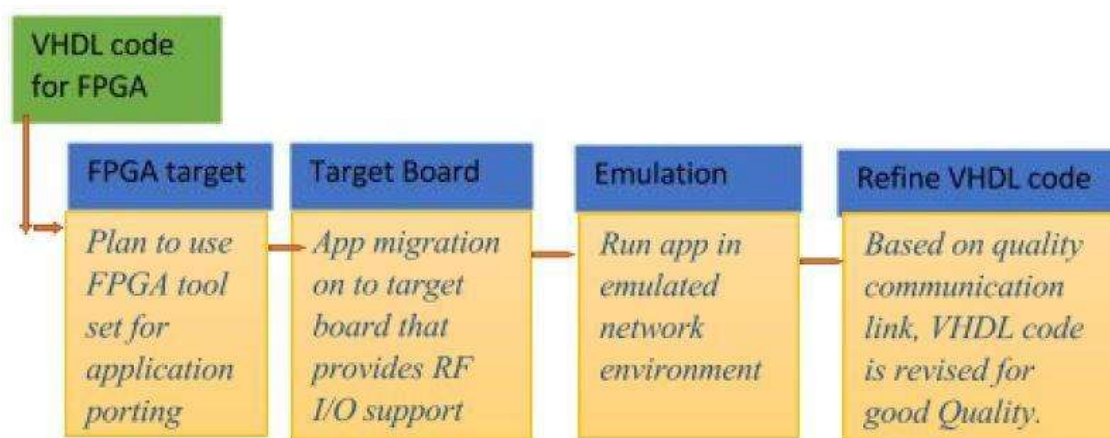 VHDL code
for FPGA
FPGA target
Plan to use
FPGA tool
set for
application
porting
Target Board
App migration
on to target
board that
provides RF
I/O support
Emulation
Run app in
emulated
network
environment
Refine VHDL code
Based on quality
communication
link, VHDL code
is revised for
good Quality.